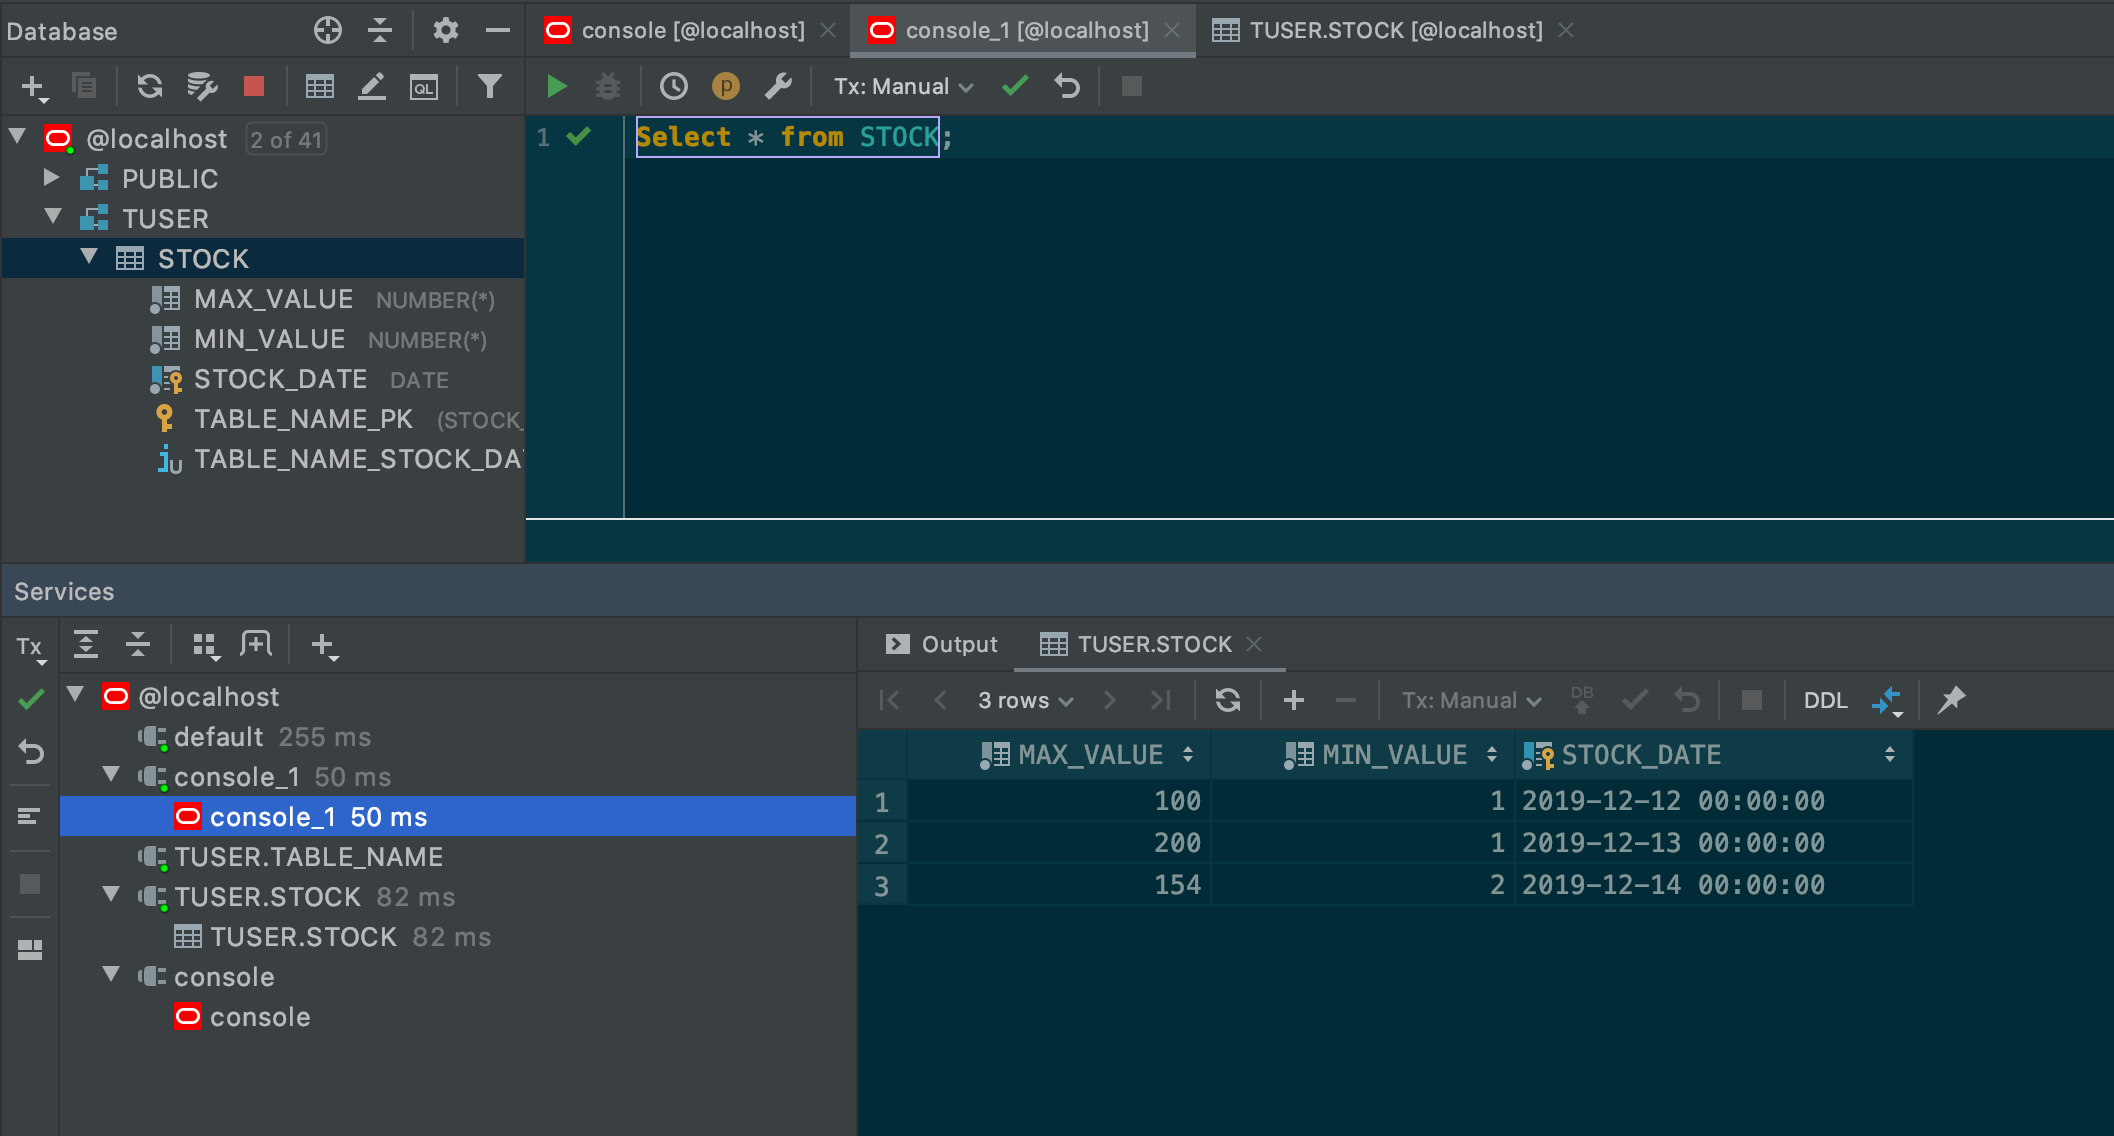 Database
console [@localhost]
console_1 [@localhost]
TUSER.STOCK [@localhost]
QL
p
Tx: Manual
@localhost 2 of 41
PUBLIC
TUSER
STOCK
MAX_VALUE NUMBER(*)
MIN_VALUE NUMBER(*)
STOCK_DATE DATE
TABLE_NAME_PK (STOCK_
TABLE_NAME_STOCK_DA
1 Select * from STOCK;
Services
Tx
@localhost
default 255 ms
console_1 50 ms
console_1 50 ms
TUSER.TABLE_NAME
TUSER.STOCK 82 ms
TUSER.STOCK 82 ms
console
console
Output
TUSER.STOCK
3 rows
Tx: Manual
DB
DDL
MAX_VALUE MIN_VALUE STOCK_DATE
1 100 1 2019-12-12 00:00:00
2 200 1 2019-12-13 00:00:00
3 154 2 2019-12-14 00:00:00